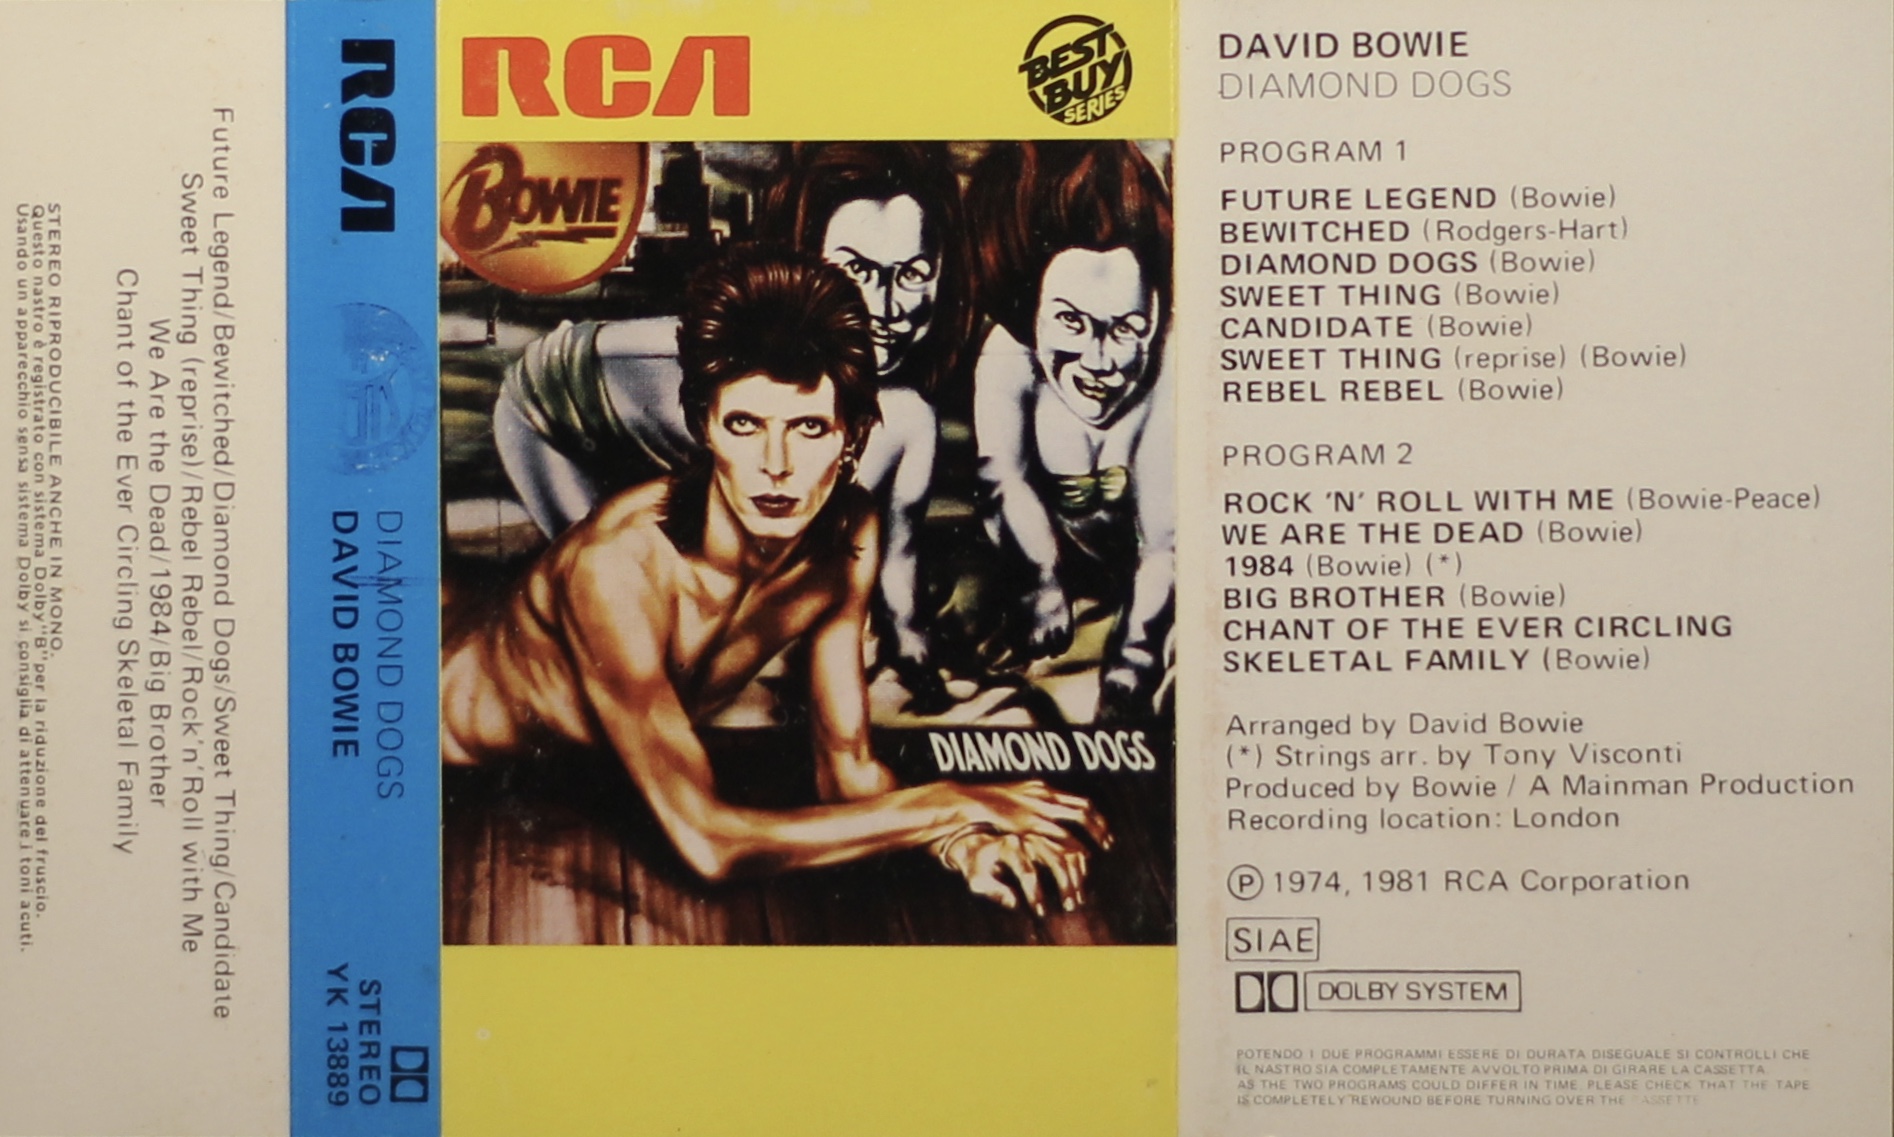 STEREO RIPRODUCIBILE ANCHE IN MONO.
Questo nastro è registrato con sistema Dolby "B" per la riduzione del fruscio.
Usando un apparecchio senza sistema Dolby si consiglia di attenuare i toni acuti.
Future Legend/Bewitched/Diamond Dogs/Sweet Thing/Candidate
Sweet Thing (reprise)/Rebel Rebel/Rock'n'Roll with Me
We Are the Dead/1984/Big Brother
Chant of the Ever Circling Skeletal Family
RCA
DIAMOND DOGS
DAVID BOWIE
STEREO
YK 13889
RCA
BEST
BUY
SERIES
BOWIE
DIAMOND DOGS
DAVID BOWIE
DIAMOND DOGS
PROGRAM 1
FUTURE LEGEND (Bowie)
BEWITCHED (Rodgers-Hart)
DIAMOND DOGS (Bowie)
SWEET THING (Bowie)
CANDIDATE (Bowie)
SWEET THING (reprise) (Bowie)
REBEL REBEL (Bowie)
PROGRAM 2
ROCK 'N' ROLL WITH ME (Bowie-Peace)
WE ARE THE DEAD (Bowie)
1984 (Bowie) (*)
BIG BROTHER (Bowie)
CHANT OF THE EVER CIRCLING
SKELETAL FAMILY (Bowie)
Arranged by David Bowie
(*) Strings arr. by Tony Visconti
Produced by Bowie / A Mainman Production
Recording location: London
Ⓟ 1974, 1981 RCA Corporation
SIAE
DOLBY SYSTEM
POTENDO I DUE PROGRAMMI ESSERE DI DURATA DISEGUALE SI CONTROLLI CHE
IL NASTRO SIA COMPLETAMENTE AVVOLTO PRIMA DI GIRARE LA CASSETTA
AS THE TWO PROGRAMS COULD DIFFER IN TIME PLEASE CHECK THAT THE TAPE
IS COMPLETELY REWOUND BEFORE TURNING OVER THE CASSETTE